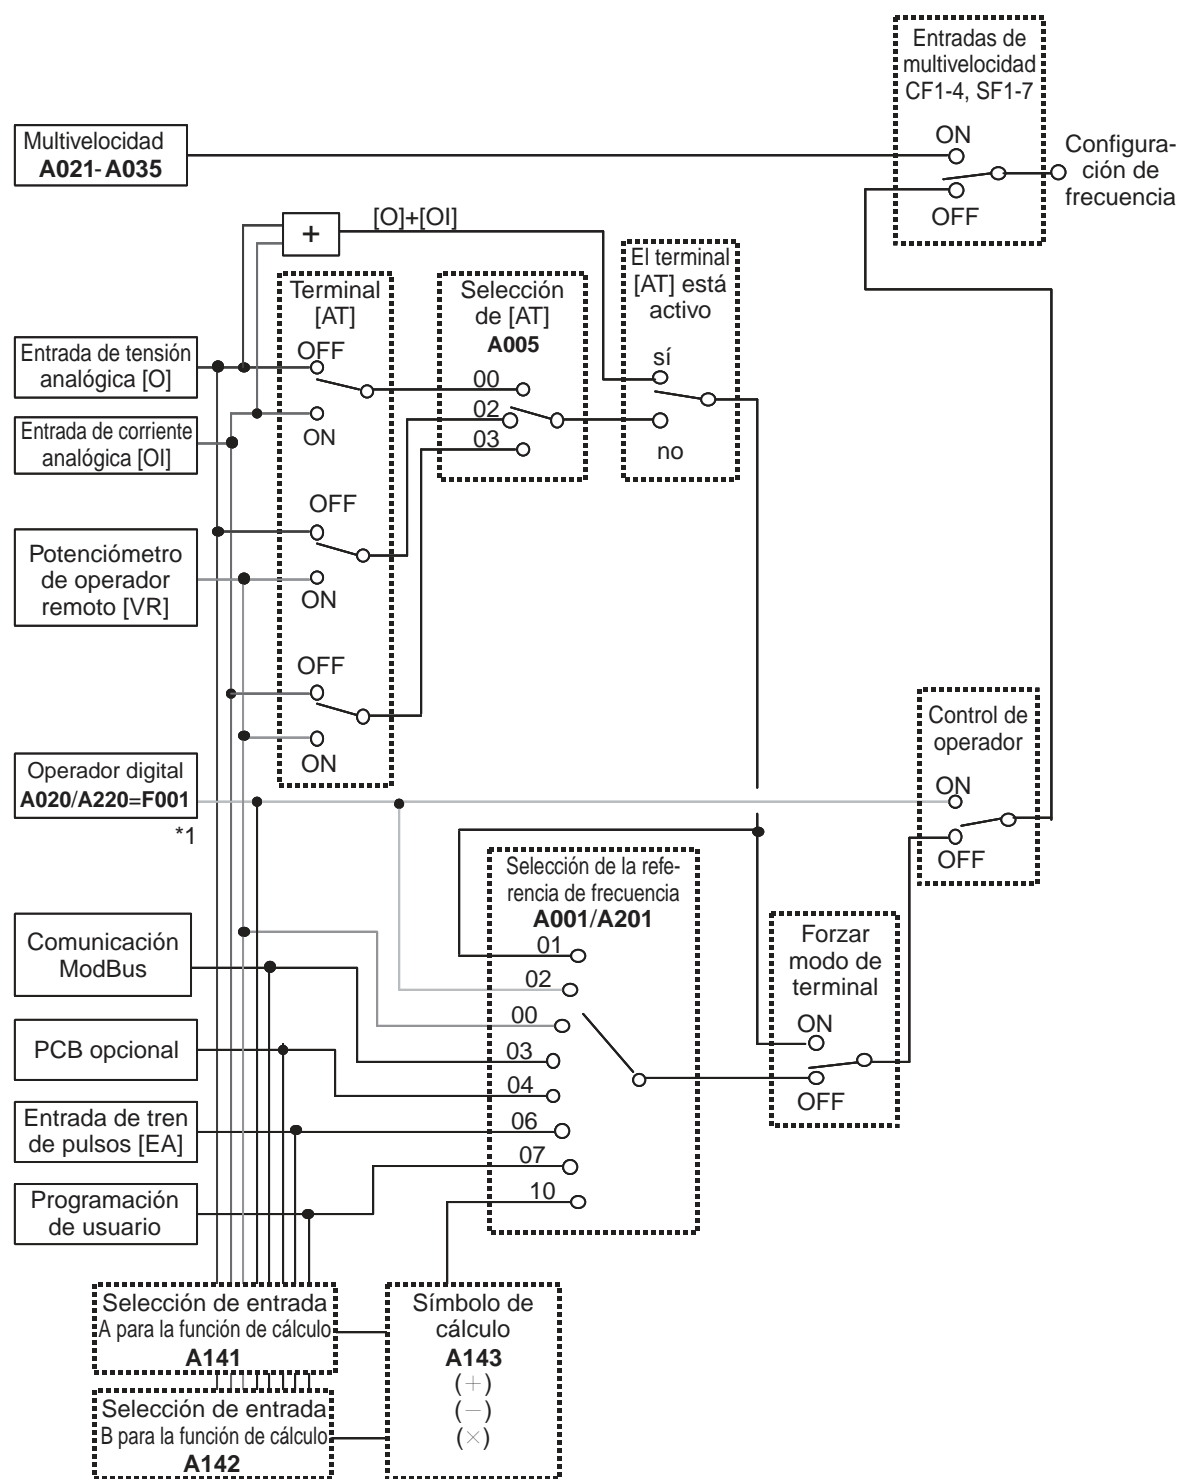 Entradas de
multivelocidad
CF1-4, SF1-7
ON
OFF
Configura-
ción de
frecuencia
Multivelocidad
A021-A035
+
[O]+[OI]
Terminal
[AT]
OFF
ON
OFF
ON
OFF
ON
Selección
de [AT]
A005
00
02
03
El terminal
[AT] está
activo
sí
no
Entrada de tensión
analógica [O]
Entrada de corriente
analógica [OI]
Potenciómetro
de operador
remoto [VR]
Operador digital
A020/A220=F001
*1
Control de
operador
ON
OFF
Selección de la refe-
rencia de frecuencia
A001/A201
01
02
00
03
04
06
07
10
Forzar
modo de
terminal
ON
OFF
Comunicación
ModBus
PCB opcional
Entrada de tren
de pulsos [EA]
Programación
de usuario
Selección de entrada
A para la función de cálculo
A141
Selección de entrada
B para la función de cálculo
A142
Símbolo de
cálculo
A143
(+)
(−)
(×)